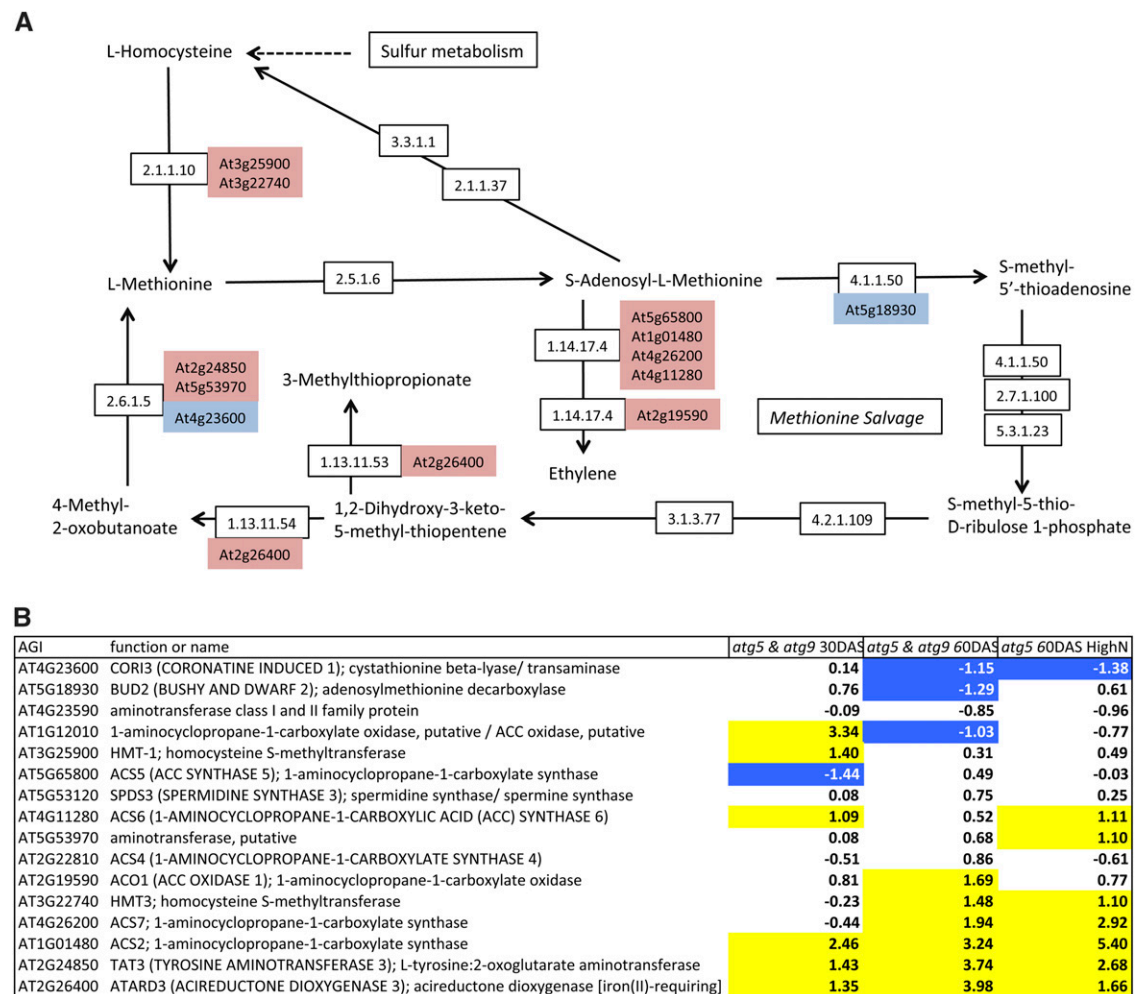 A
L-Homocysteine
Sulfur metabolism
3.3.1.1
2.1.1.10
At3g25900
At3g22740
2.1.1.37
L-Methionine
2.5.1.6
S-Adenosyl-L-Methionine
4.1.1.50
At5g18930
S-methyl-
5'-thioadenosine
1.14.17.4
At5g65800
At1g01480
At4g26200
At4g11280
4.1.1.50
2.7.1.100
5.3.1.23
2.6.1.5
At2g24850
At5g53970
At4g23600
3-Methylthiopropionate
1.14.17.4
At2g19590
Methionine Salvage
1.13.11.53
At2g26400
Ethylene
4-Methyl-
2-oxobutanoate
1.13.11.54
At2g26400
1,2-Dihydroxy-3-keto-
5-methyl-thiopentene
3.1.3.77
4.2.1.109
S-methyl-5-thio-
D-ribulose 1-phosphate
B
AGI function or name atg5 & atg9 30DAS atg5 & atg9 60DAS atg5 60DAS HighN
AT4G23600 CORI3 (CORONATINE INDUCED 1); cystathione beta-lyase/ transaminase 0.14 -1.15 -1.38
AT5G18930 BUD2 (BUSHY AND DWARF 2); adenosylmethionine decarboxylase 0.76 -1.29 0.61
AT4G23590 aminotransferase class I and II family protein -0.09 -0.85 -0.96
AT1G12010 1-aminocyclopropane-1-carboxylate oxidase, putative / ACC oxidase, putative 3.34 -1.03 -0.77
AT3G25900 HMT-1; homocysteine S-methyltransferase 1.40 0.31 0.49
AT5G65800 ACS5 (ACC SYNTHASE 5); 1-aminocyclopropane-1-carboxylate synthase -1.44 0.49 -0.03
AT5G53120 SPDS3 (SPERMIDINE SYNTHASE 3); spermidine synthase/ spermine synthase 0.08 0.75 0.25
AT4G11280 ACS6 (1-AMINOCYCLOPROPANE-1-CARBOXYLIC ACID (ACC) SYNTHASE 6) 1.09 0.52 1.11
AT5G53970 aminotransferase, putative 0.08 0.68 1.10
AT2G22810 ACS4 (1-AMINOCYCLOPROPANE-1-CARBOXYLATE SYNTHASE 4) -0.51 0.86 -0.61
AT2G19590 ACO1 (ACC OXIDASE 1); 1-aminocyclopropane-1-carboxylate oxidase 0.81 1.69 0.77
AT3G22740 HMT3; homocysteine S-methyltransferase -0.23 1.48 1.10
AT4G26200 ACS7; 1-aminocyclopropane-1-carboxylate synthase -0.44 1.94 2.92
AT1G01480 ACS2; 1-aminocyclopropane-1-carboxylate synthase 2.46 3.24 5.40
AT2G24850 TAT3 (TYROSINE AMINOTRANSFERASE 3); L-tyrosine:2-oxoglutarate aminotransferase 1.43 3.74 2.68
AT2G26400 ATARD3 (ACIREDUCTONE DIOXYGENASE 3); acireductone dioxygenase [iron(II)-requiring] 1.35 3.98 1.66